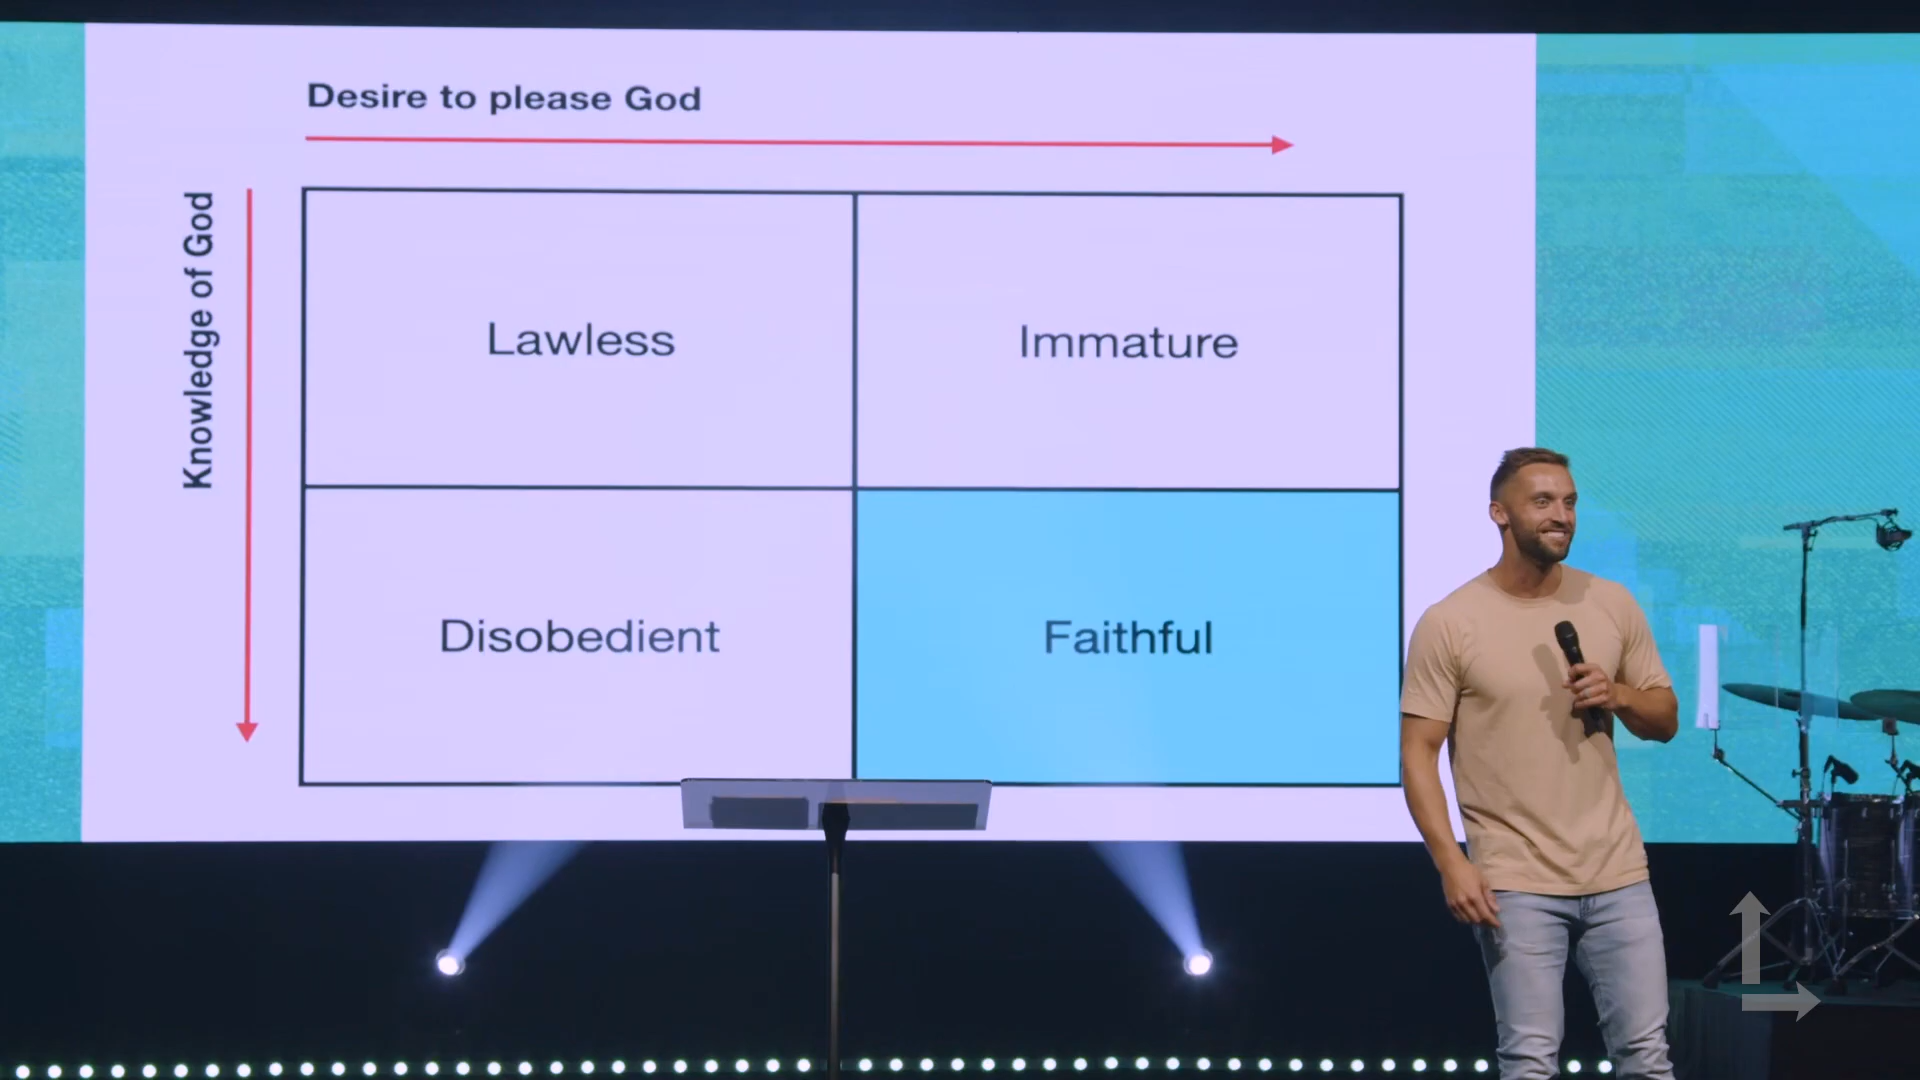 Desire to please God
Knowledge of God
Lawless
Immature
Disobedient
Faithful